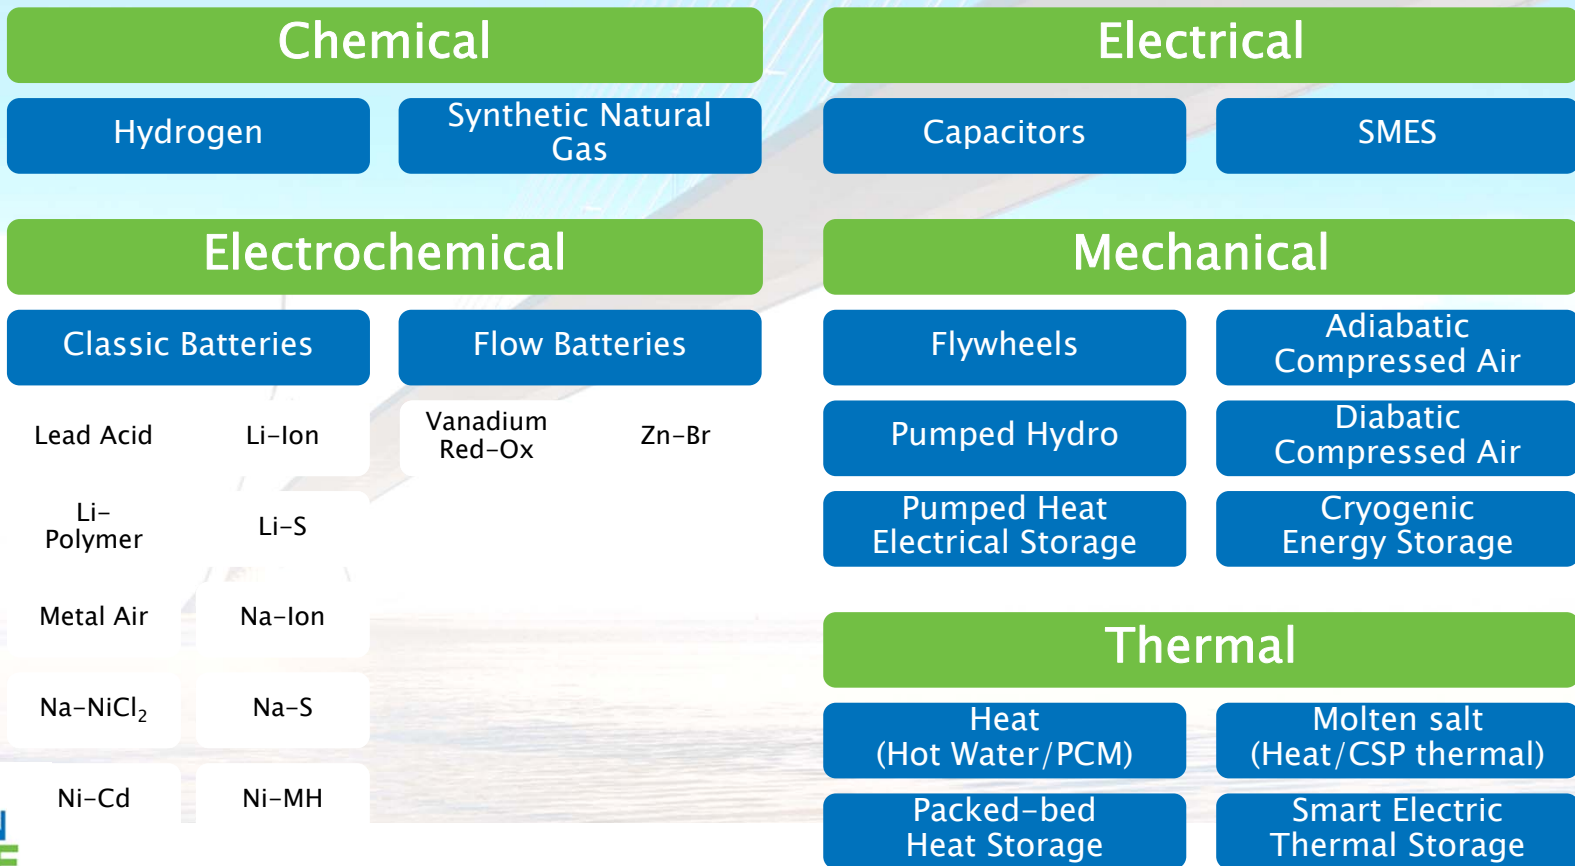 Chemical
Hydrogen
Synthetic Natural
Gas
Electrochemical
Classic Batteries
Flow Batteries
Lead Acid
Li-Ion
Vanadium
Red-Ox
Zn-Br
Li-
Polymer
Li-S
Metal Air
Na-Ion
Na-NiCl₂
Na-S
Ni-Cd
Ni-MH
Electrical
Capacitors
SMES
Mechanical
Flywheels
Adiabatic
Compressed Air
Pumped Hydro
Diabatic
Compressed Air
Pumped Heat
Electrical Storage
Cryogenic
Energy Storage
Thermal
Heat
(Hot Water/PCM)
Molten salt
(Heat/CSP thermal)
Packed-bed
Heat Storage
Smart Electric
Thermal Storage